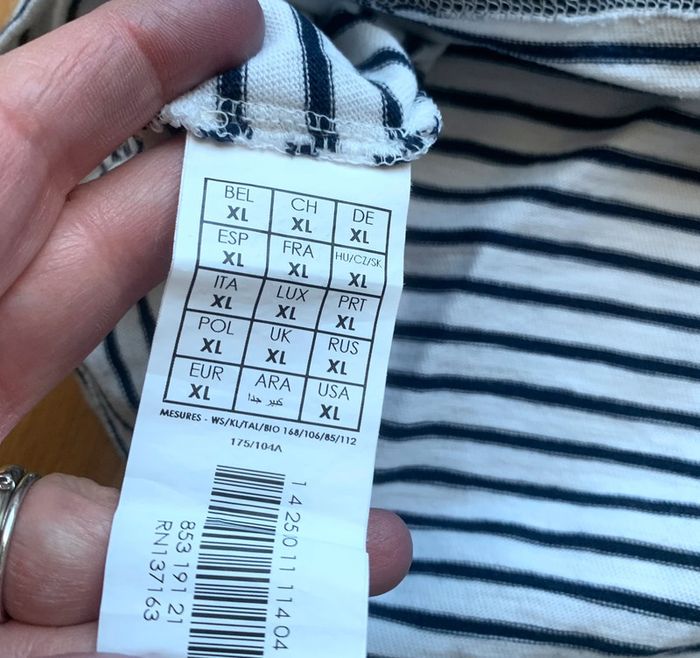 BEL CH DE
XL XL XL
ESP FRA HU/CZ/SK
XL XL XL
ITA LUX PRT
XL XL XL
POL UK RUS
XL XL XL
EUR ARA USA
XL كبير جدا XL
MESURES - WS/KL/TAL/BIO 168/106/85/112
175/104A
1 4 25 011 11 4 04
853 191 21
RN137163